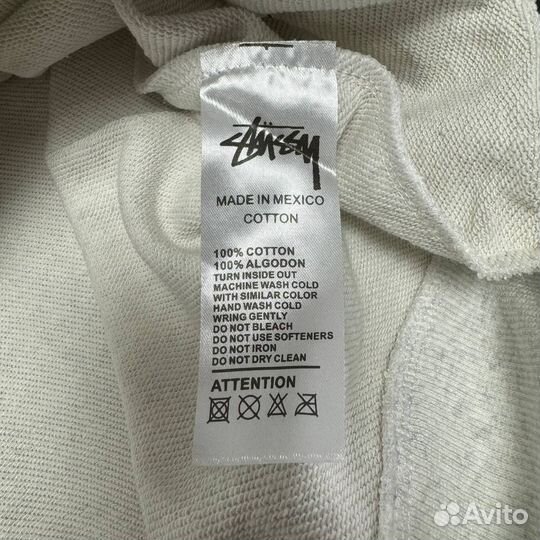 STÜSSY
MADE IN MEXICO
COTTON
100% COTTON
100% ALGODON
TURN INSIDE OUT
MACHINE WASH COLD
WITH SIMILAR COLOR
HAND WASH COLD
WRING GENTLY
DO NOT BLEACH
DO NOT USE SOFTENERS
DO NOT IRON
DO NOT DRY CLEAN
ATTENTION
Avito